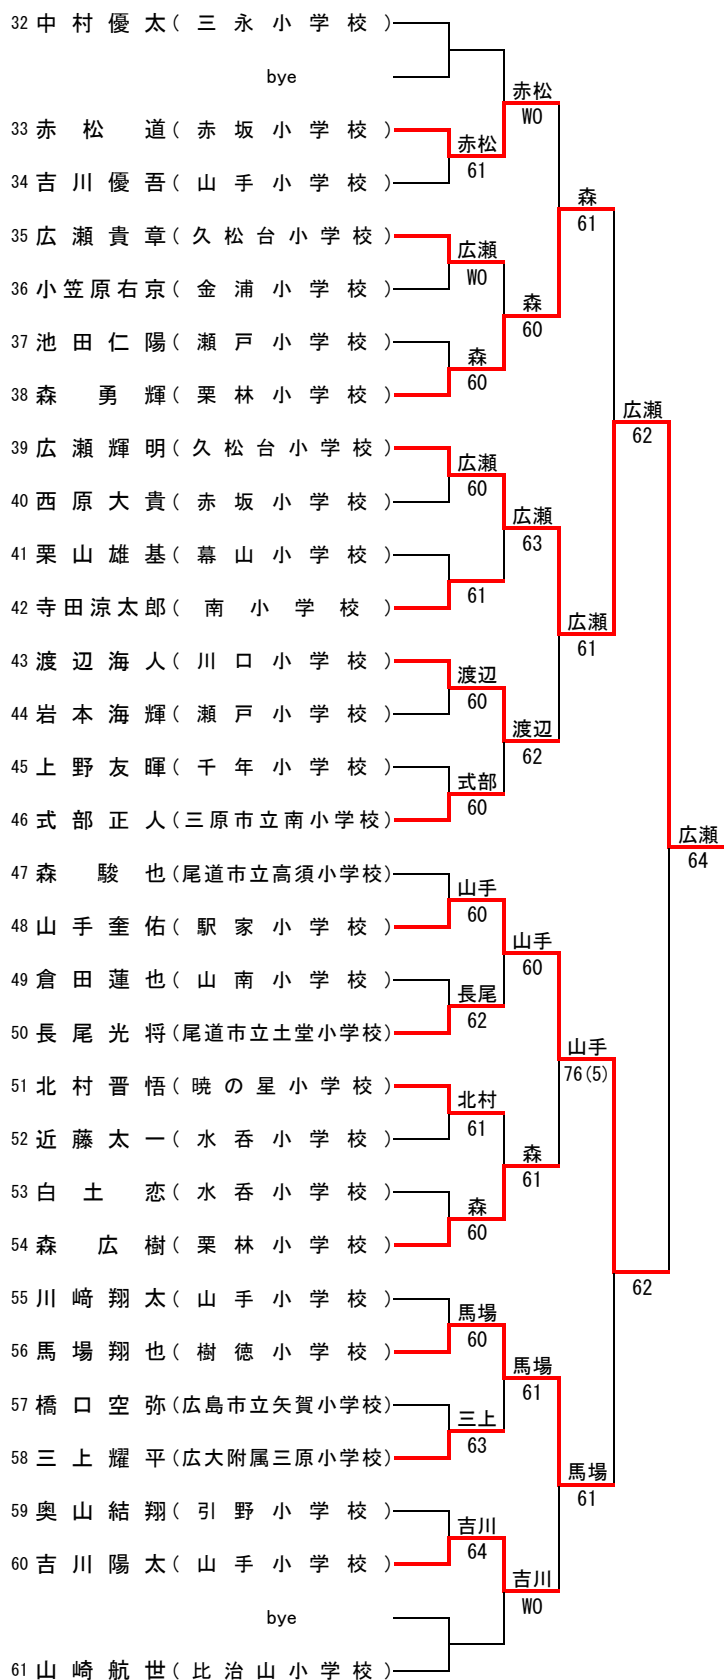 32 中村優太(三永小学校)
bye
赤松
WO
33 赤松 道(赤坂小学校)
赤松
61
34 吉川優吾(山手小学校)
森
61
35 広瀬貴章(久松台小学校)
広瀬
WO
36 小笠原右京(金浦小学校)
森
60
37 池田仁陽(瀬戸小学校)
森
60
38 森 勇輝(栗林小学校)
広瀬
62
39 広瀬輝明(久松台小学校)
広瀬
60
40 西原大貴(赤坂小学校)
広瀬
63
41 栗山雄基(幕山小学校)
61
42 寺田涼太郎(南小学校)
広瀬
61
43 渡辺海人(川口小学校)
渡辺
60
44 岩本海輝(瀬戸小学校)
渡辺
62
45 上野友暉(千年小学校)
式部
60
46 式部正人(三原市立南小学校)
広瀬
64
47 森 駿也(尾道市立高須小学校)
山手
60
48 山手奎佑(駅家小学校)
山手
60
49 倉田蓮也(山南小学校)
長尾
62
50 長尾光将(尾道市立土堂小学校)
山手
76(5)
51 北村晋悟(暁の星小学校)
北村
61
52 近藤太一(水呑小学校)
森
61
53 白土 恋(水呑小学校)
森
60
54 森 広樹(栗林小学校)
62
55 川﨑翔太(山手小学校)
馬場
60
56 馬場翔也(樹徳小学校)
馬場
61
57 橋口空弥(広島市立矢賀小学校)
三上
63
58 三上耀平(広大附属三原小学校)
馬場
61
59 奥山結翔(引野小学校)
吉川
64
60 吉川陽太(山手小学校)
吉川
WO
bye
61 山崎航世(比治山小学校)